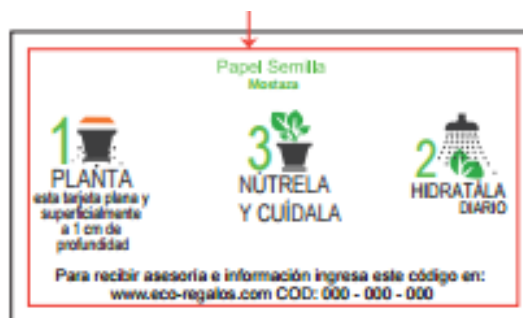 Papel Semilla
Mostaza
1
PLANTA
esta tarjeta plana y
superficialmente
a 1 cm de
profundidad
3
NÚTRELA
Y CUÍDALA
2
HIDRATÁLA
DIARIO
Para recibir asesoría e información ingresa este código en:
www.eco-regalos.com COD: 000 - 000 - 000